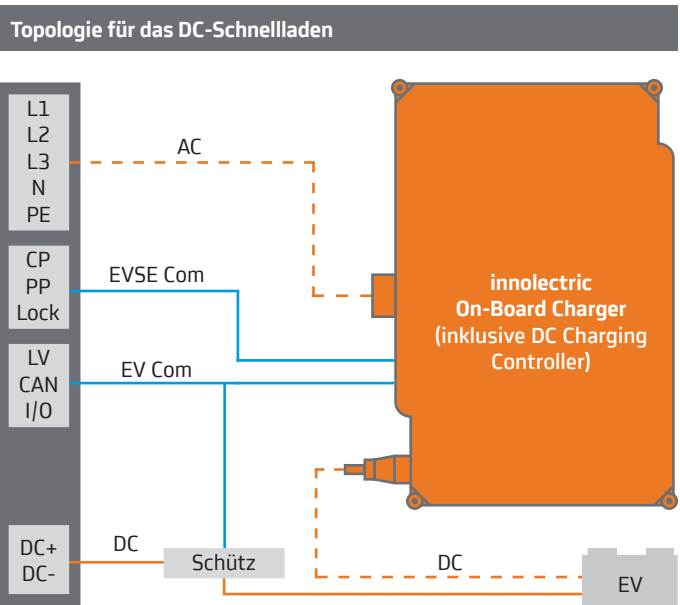 Topologie für das DC-Schnellladen
L1
L2
L3
N
PE
AC
CP
PP
Lock
EVSE Com
LV
CAN
I/O
EV Com
innolectric
On-Board Charger
(inklusive DC Charging
Controller)
DC+
DC-
DC
Schütz
DC
EV